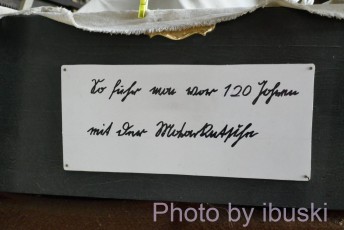 So fuhr man vor 120 Jahren
mit der Motorkutsche
Photo by ibuski